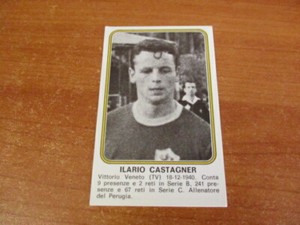 ILARIO CASTAGNER
Vittorio Veneto (TV) 18-12-1940. Conta
9 presenze e 2 reti in Serie B, 241 pre-
senze e 67 reti in Serie C. Allenatore
del Perugia.